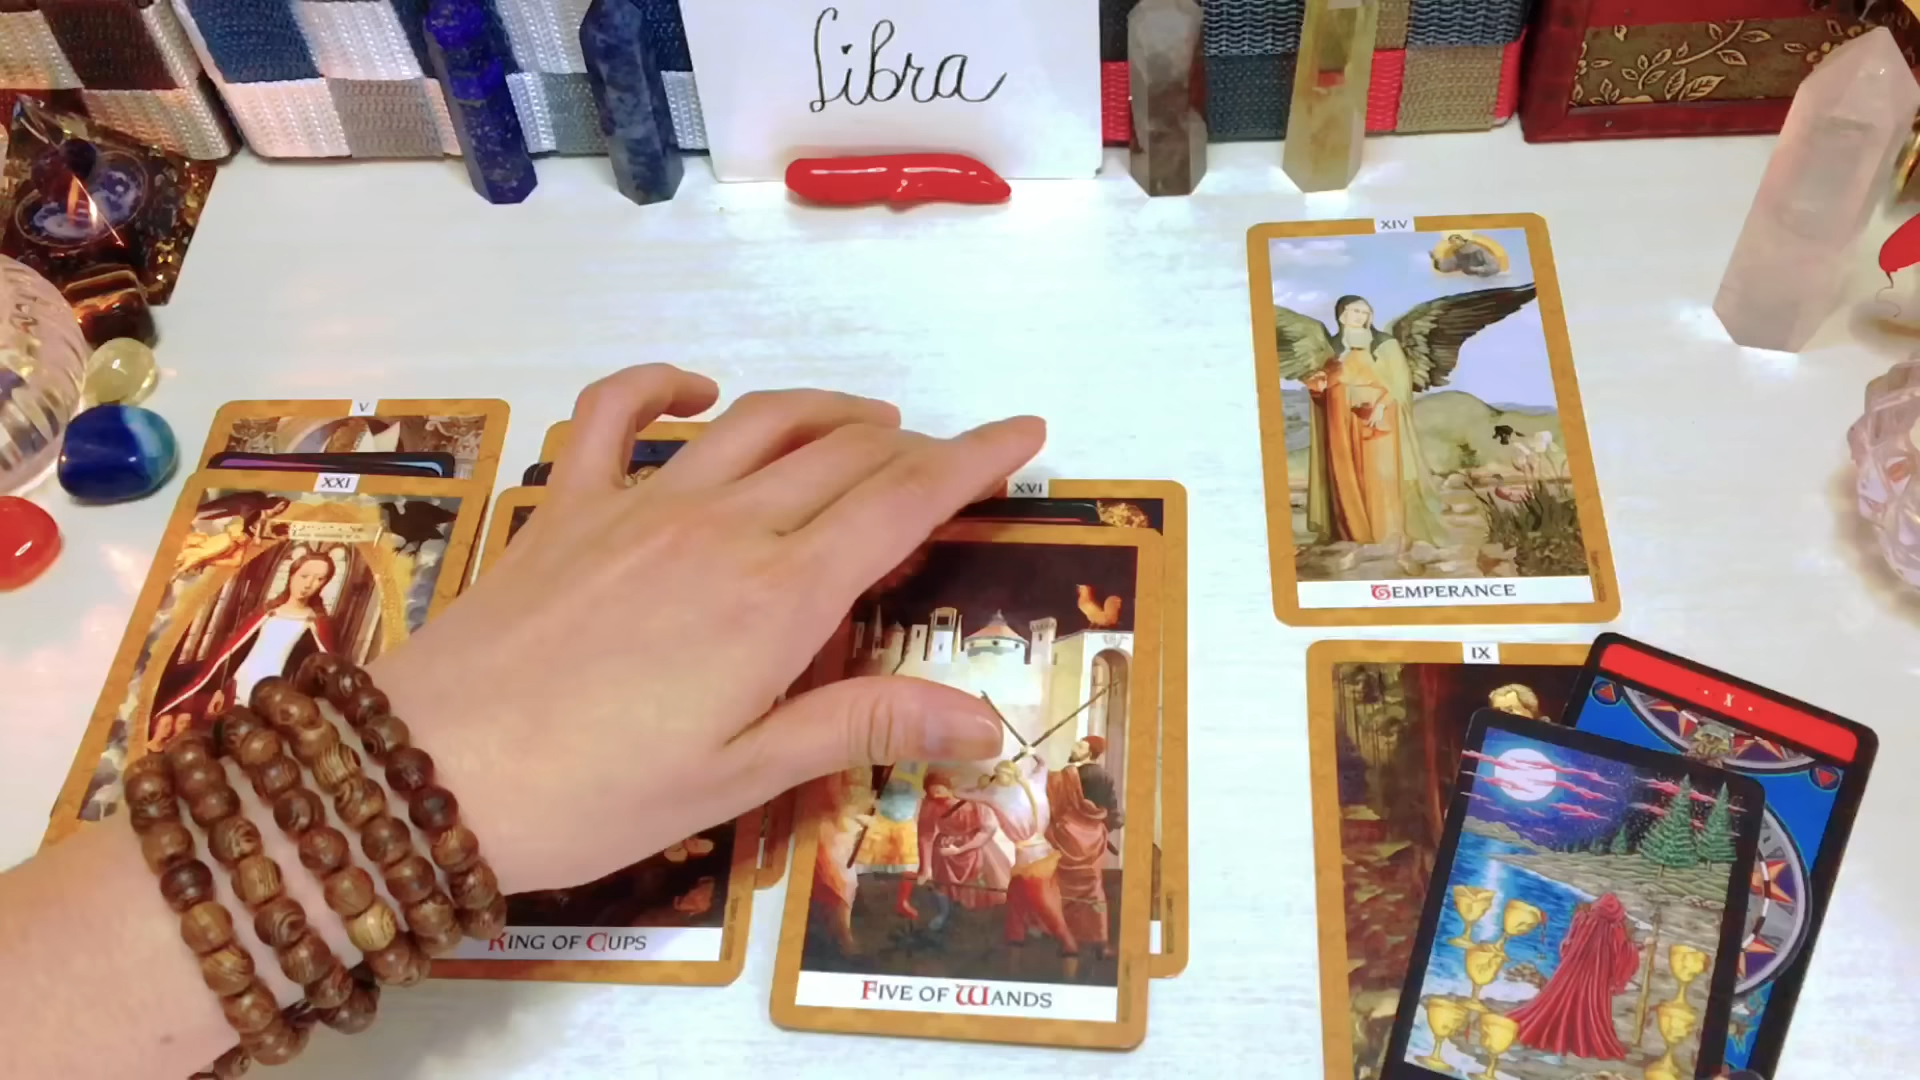 Libra
XIV
TEMPERANCE
V
XXI
XVI
IX
X
KING OF CUPS
FIVE OF WANDS